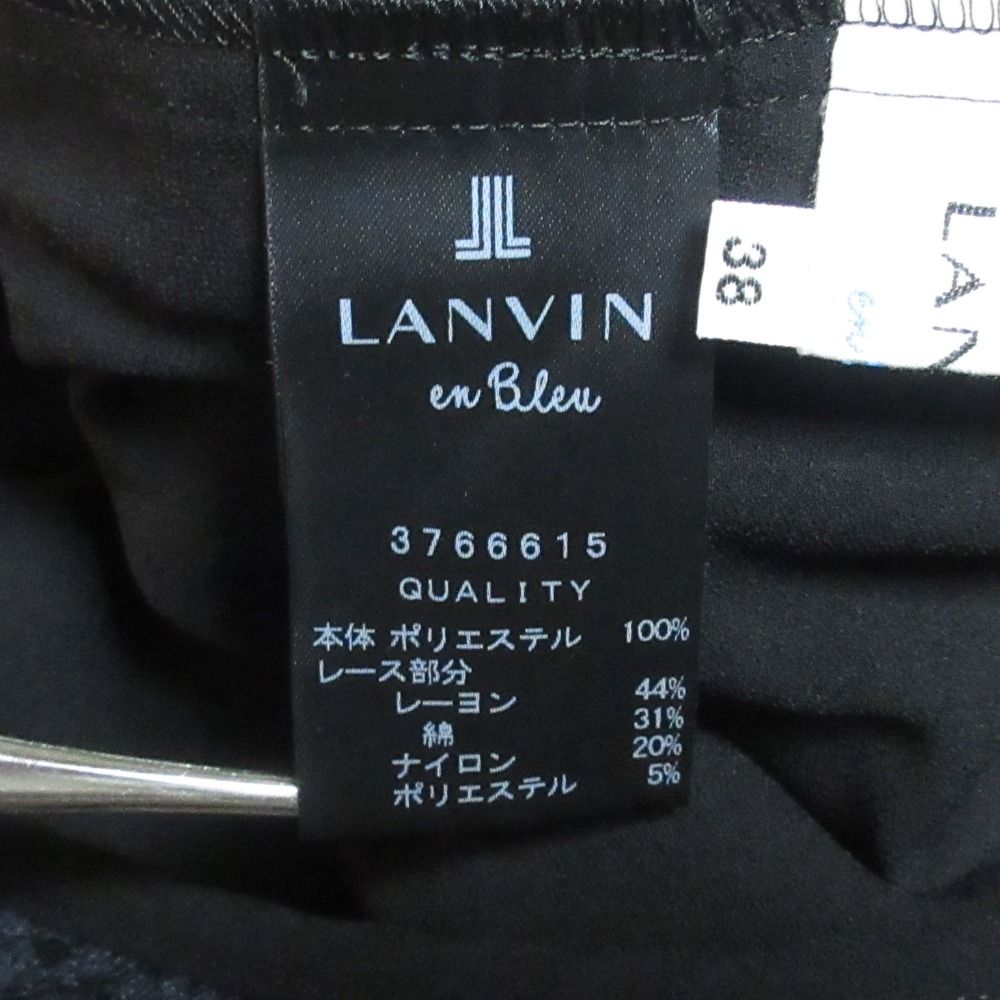 LANVIN
en Bleu
3766615
QUALITY
本体 ポリエステル 100%
レース部分
レーヨン 44%
綿 31%
ナイロン 20%
ポリエステル 5%
38
LAN